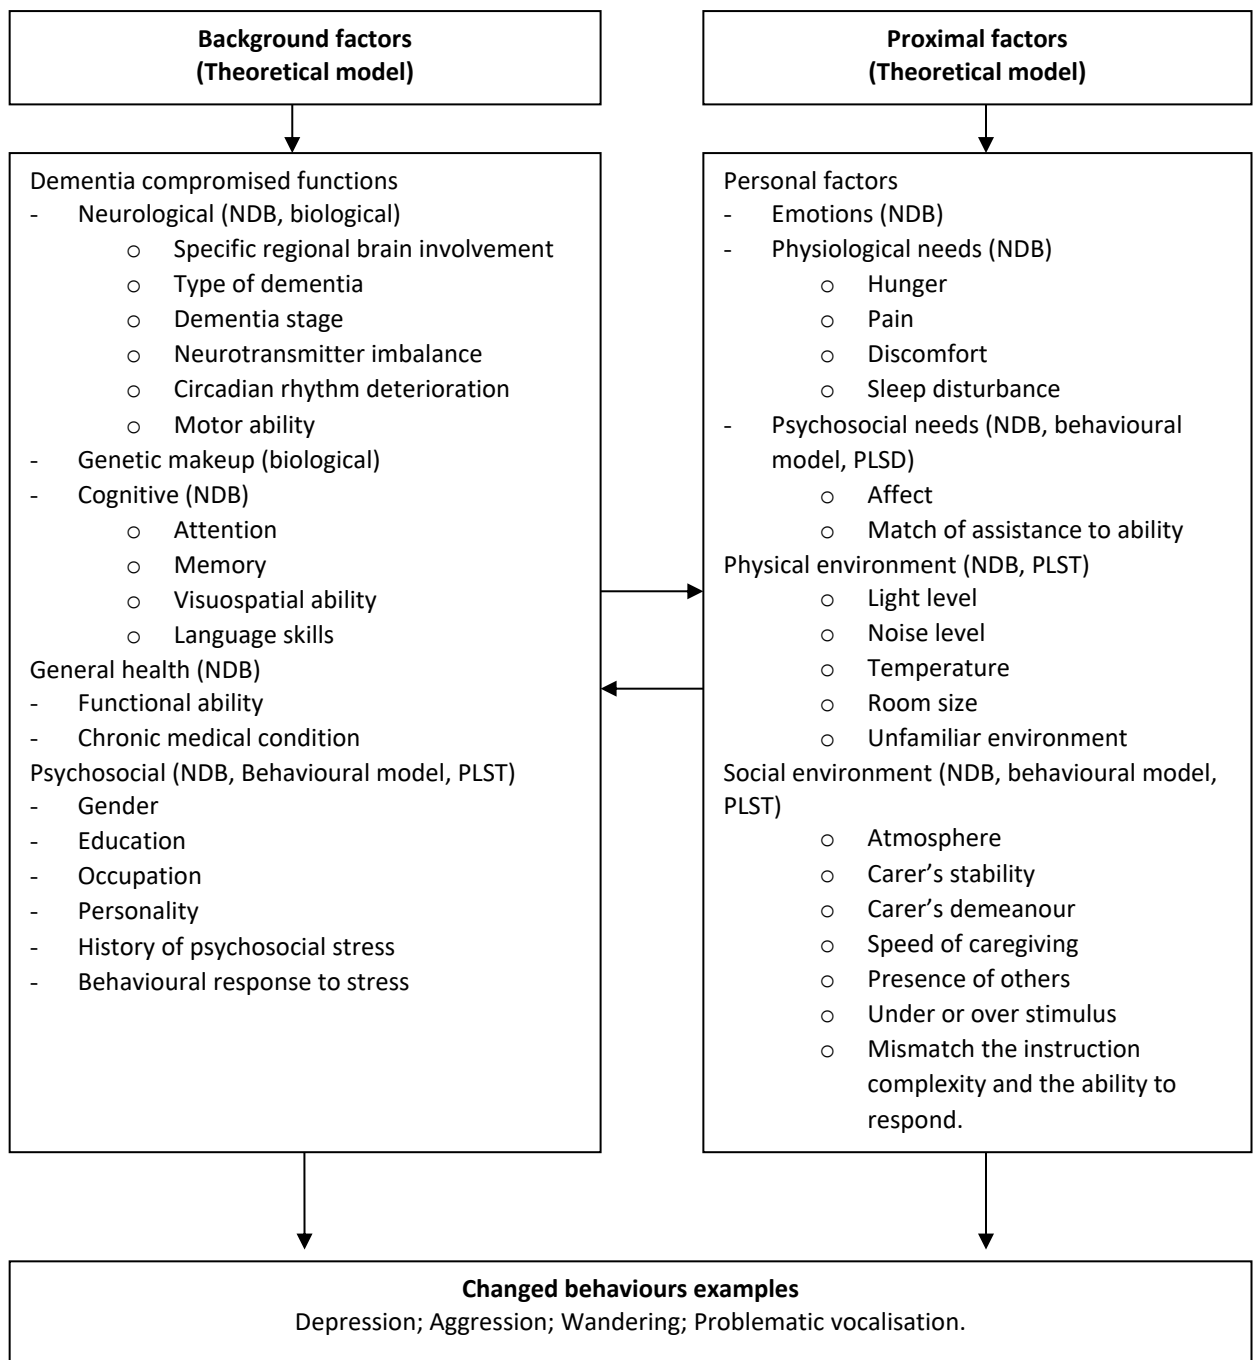 Background factors
(Theoretical model)
Dementia compromised functions
- Neurological (NDB, biological)
o Specific regional brain involvement
o Type of dementia
o Dementia stage
o Neurotransmitter imbalance
o Circadian rhythm deterioration
o Motor ability
- Genetic makeup (biological)
- Cognitive (NDB)
o Attention
o Memory
o Visuospatial ability
o Language skills
General health (NDB)
- Functional ability
- Chronic medical condition
Psychosocial (NDB, Behavioural model, PLST)
- Gender
- Education
- Occupation
- Personality
- History of psychosocial stress
- Behavioural response to stress
Proximal factors
(Theoretical model)
Personal factors
- Emotions (NDB)
- Physiological needs (NDB)
o Hunger
o Pain
o Discomfort
o Sleep disturbance
- Psychosocial needs (NDB, behavioural
model, PLSD)
o Affect
o Match of assistance to ability
Physical environment (NDB, PLST)
o Light level
o Noise level
o Temperature
o Room size
o Unfamiliar environment
Social environment (NDB, behavioural model,
PLST)
o Atmosphere
o Carer’s stability
o Carer’s demeanour
o Speed of caregiving
o Presence of others
o Under or over stimulus
o Mismatch the instruction
complexity and the ability to
respond.
Changed behaviours examples
Depression; Aggression; Wandering; Problematic vocalisation.